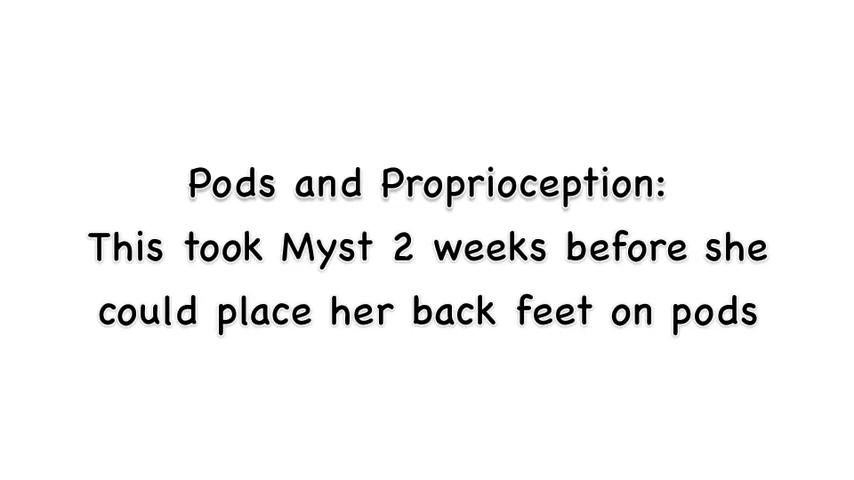 Pods and Proprioception:
This took Myst 2 weeks before she
could place her back feet on pods